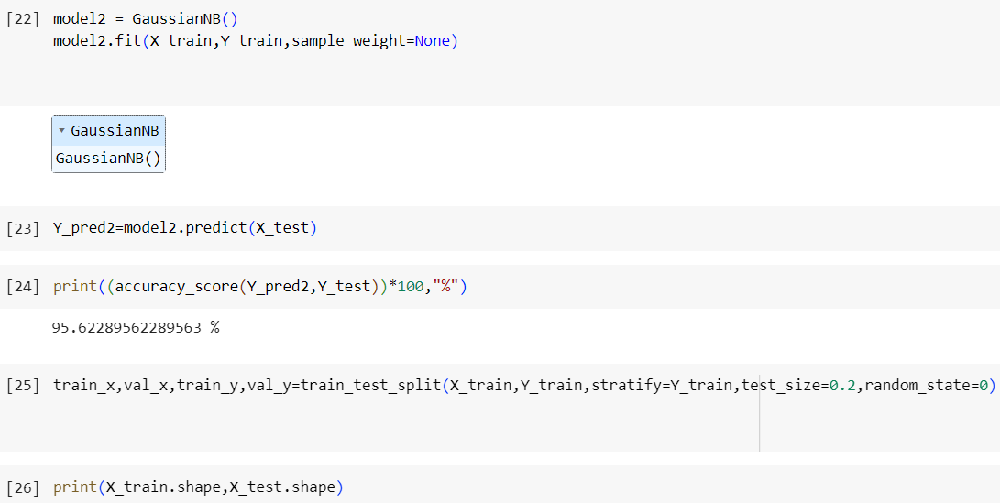 [22] model2 = GaussianNB()
model2.fit(X_train,Y_train,sample_weight=None)
▾ GaussianNB
GaussianNB()
[23] Y_pred2=model2.predict(X_test)
[24] print((accuracy_score(Y_pred2,Y_test))*100,"%")
95.62289562289563 %
[25] train_x,val_x,train_y,val_y=train_test_split(X_train,Y_train,stratify=Y_train,test_size=0.2,random_state=0)
[26] print(X_train.shape,X_test.shape)